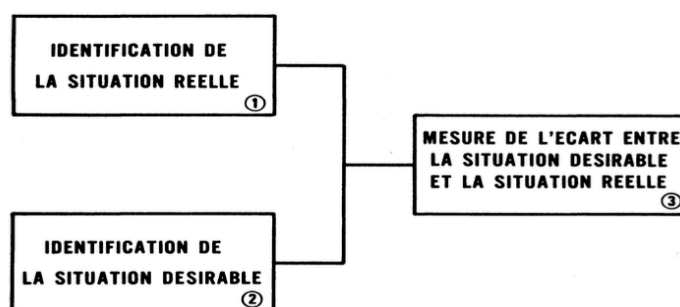 IDENTIFICATION DE
LA SITUATION REELLE
①
MESURE DE L'ECART ENTRE
LA SITUATION DESIRABLE
ET LA SITUATION REELLE
③
IDENTIFICATION DE
LA SITUATION DESIRABLE
②